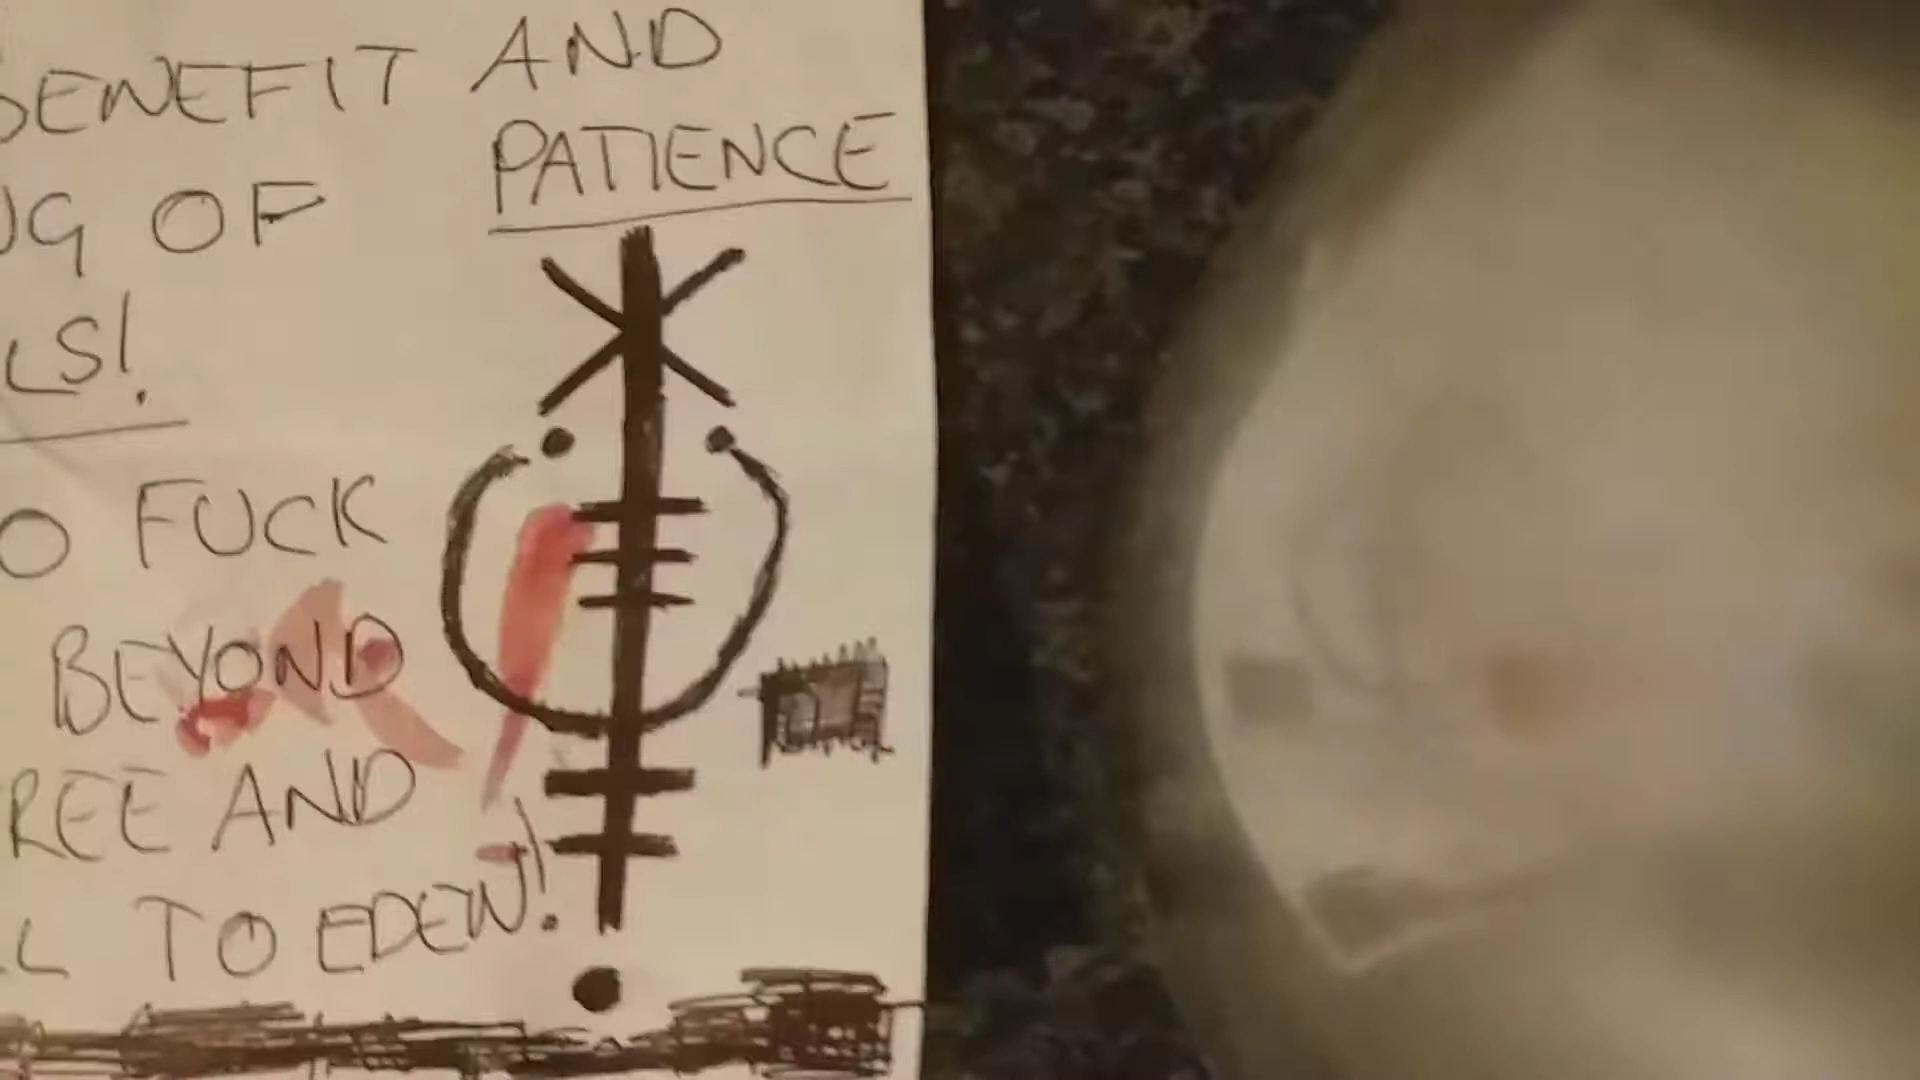 BENEFIT AND
PATIENCE
OF
LS!
O FUCK
BEYOND
REE AND
TO EDEN!